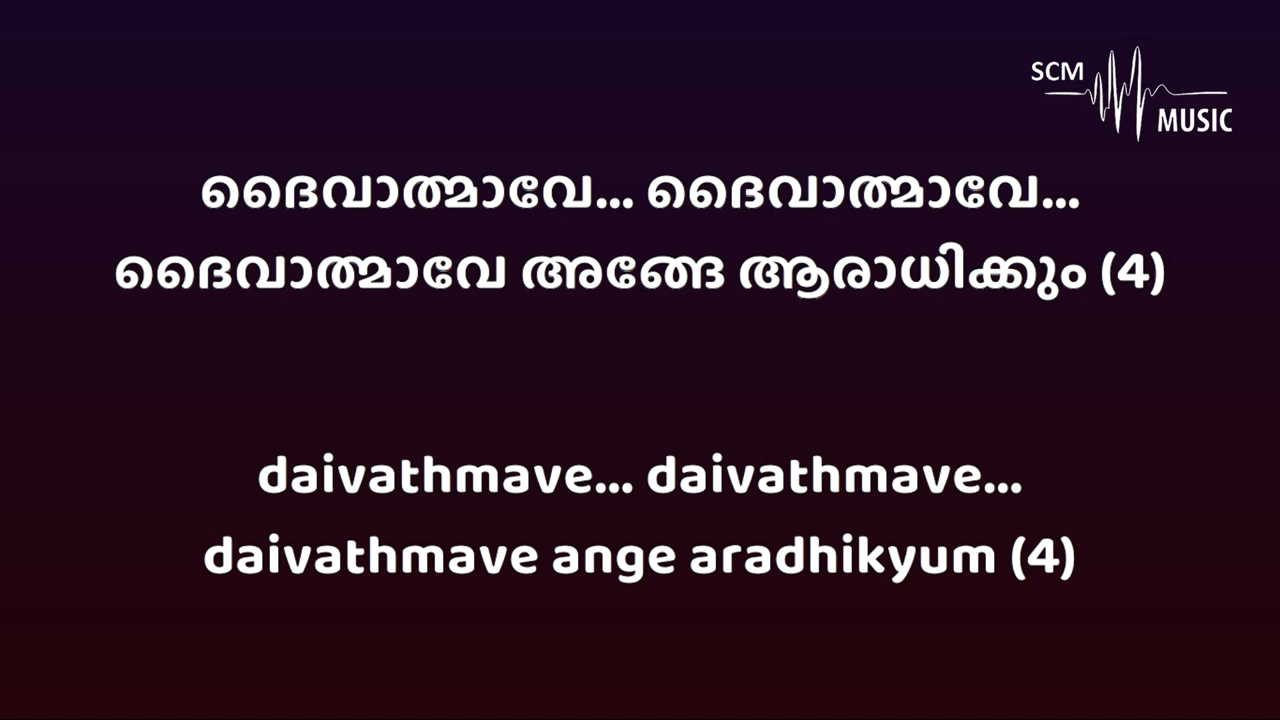 SCM
MUSIC
ദൈവാത്മാവേ... ദൈവാത്മാവേ...
ദൈവാത്മാവേ അങ്ങേ ആരാധിക്കും (4)
daivathmave... daivathmave...
daivathmave ange aradhikyum (4)